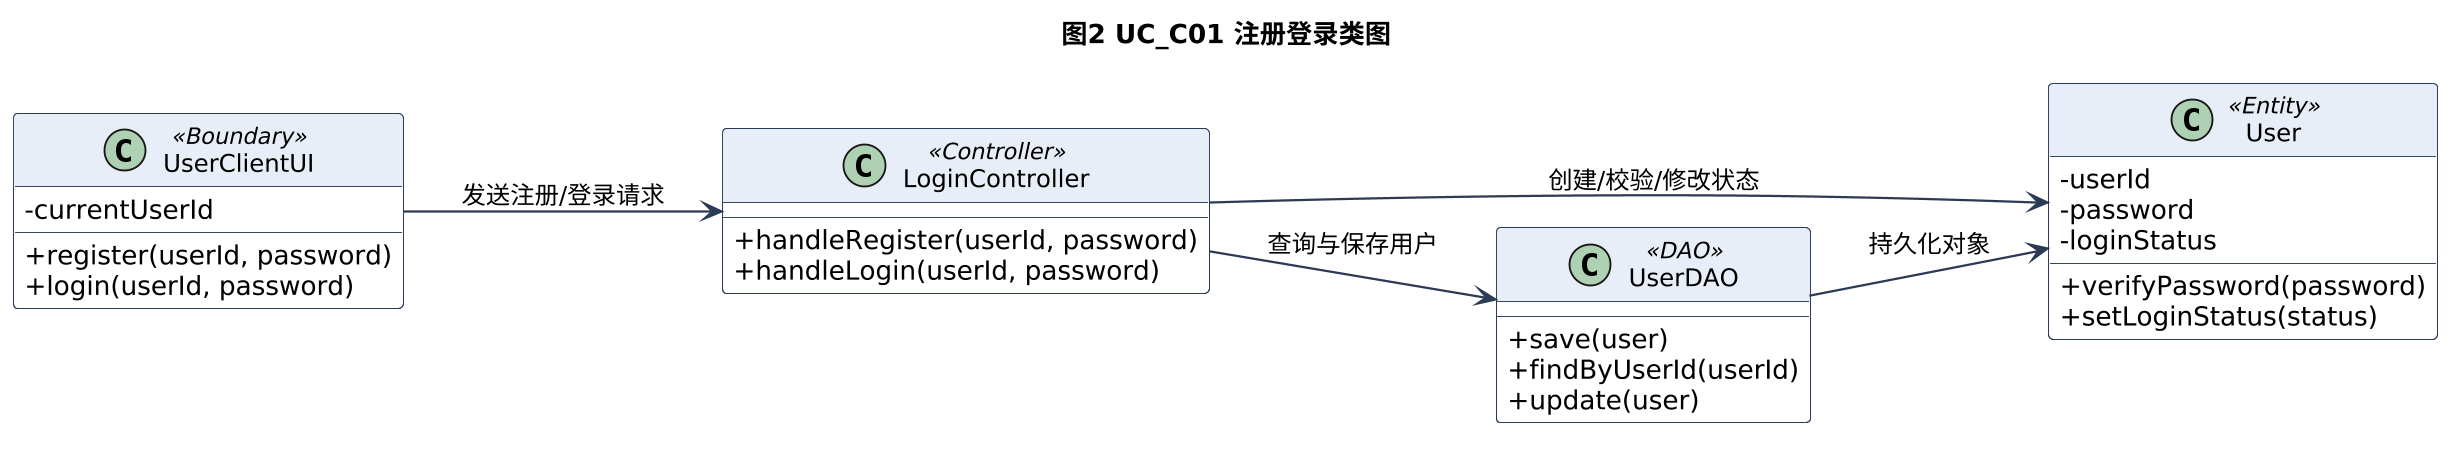 图2 UC_C01 注册登录类图
C
«Boundary»
UserClientUI
-currentUserId
+register(userId, password)
+login(userId, password)
发送注册/登录请求
C
«Controller»
LoginController
+handleRegister(userId, password)
+handleLogin(userId, password)
创建/校验/修改状态
查询与保存用户
C
«DAO»
UserDAO
+save(user)
+findByUserId(userId)
+update(user)
持久化对象
C
«Entity»
User
-userId
-password
-loginStatus
+verifyPassword(password)
+setLoginStatus(status)